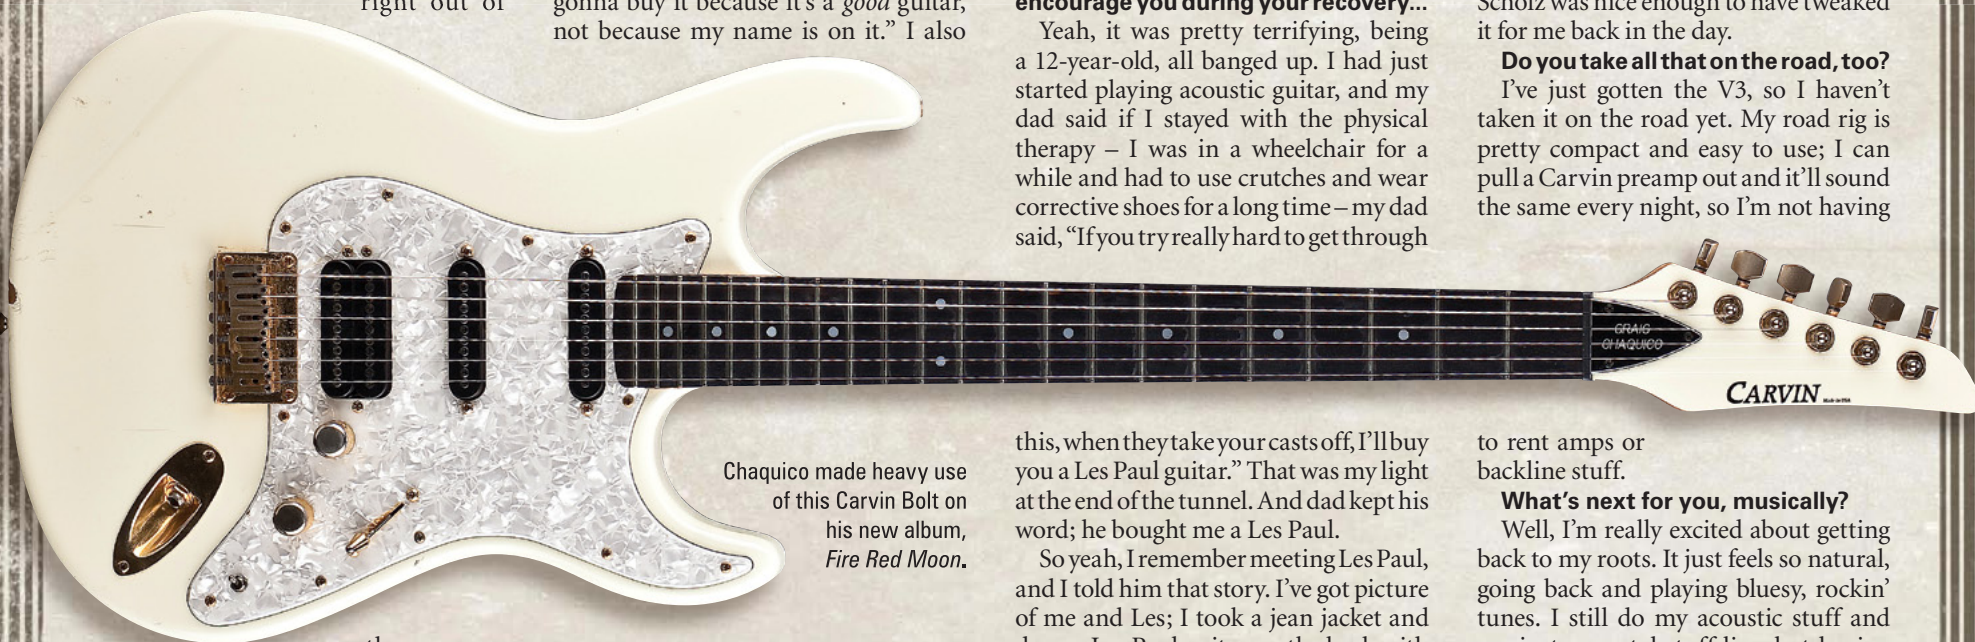 right out of
gonna buy it because it's a good guitar,
not because my name is on it." I also
Chaquico made heavy use
of this Carvin Bolt on
his new album,
Fire Red Moon.
encourage you during your recovery...
Yeah, it was pretty terrifying, being
a 12-year-old, all banged up. I had just
started playing acoustic guitar, and my
dad said if I stayed with the physical
therapy – I was in a wheelchair for a
while and had to use crutches and wear
corrective shoes for a long time – my dad
said, "If you try really hard to get through
this, when they take your casts off, I'll buy
you a Les Paul guitar." That was my light
at the end of the tunnel. And dad kept his
word; he bought me a Les Paul.
So yeah, I remember meeting Les Paul,
and I told him that story. I've got picture
of me and Les; I took a jean jacket and
Scholz was nice enough to have tweaked
it for me back in the day.
Do you take all that on the road, too?
I've just gotten the V3, so I haven't
taken it on the road yet. My road rig is
pretty compact and easy to use; I can
pull a Carvin preamp out and it'll sound
the same every night, so I'm not having
to rent amps or
backline stuff.
What's next for you, musically?
Well, I'm really excited about getting
back to my roots. It just feels so natural,
going back and playing bluesy, rockin'
tunes. I still do my acoustic stuff and
CRAIG
CHAQUICO
CARVIN
Made in USA